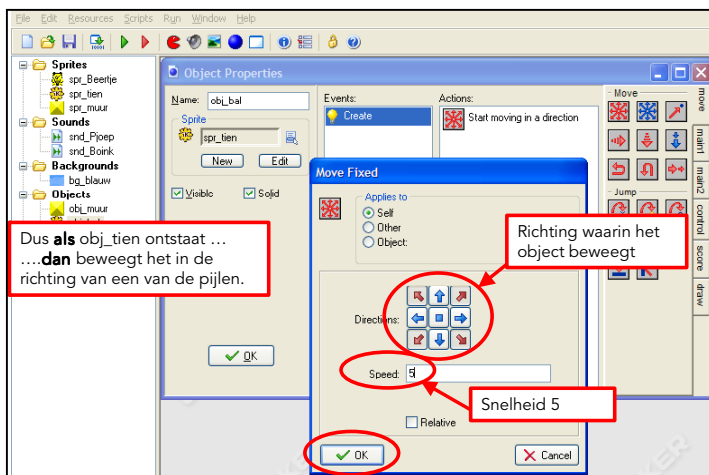 File Edit Resources Scripts Run Window Help
Sprites
spr_Beertje
spr_tien
spr_muur
Sounds
snd_Pjoep
snd_Boink
Backgrounds
bg_blauw
Objects
obj_muur
Object Properties
Name: obj_bal
Sprite
spr_tien
New Edit
Visible Solid
OK
Events:
Create
Actions:
Start moving in a direction
Move
Jump
move
main1
main2
control
score
draw
Dus als obj_tien ontstaat ...
....dan beweegt het in de
richting van een van de pijlen.
Move Fixed
Applies to
Self
Other
Object:
Richting waarin het
object beweegt
Directions:
Speed: 5
Snelheid 5
Relative
OK Cancel